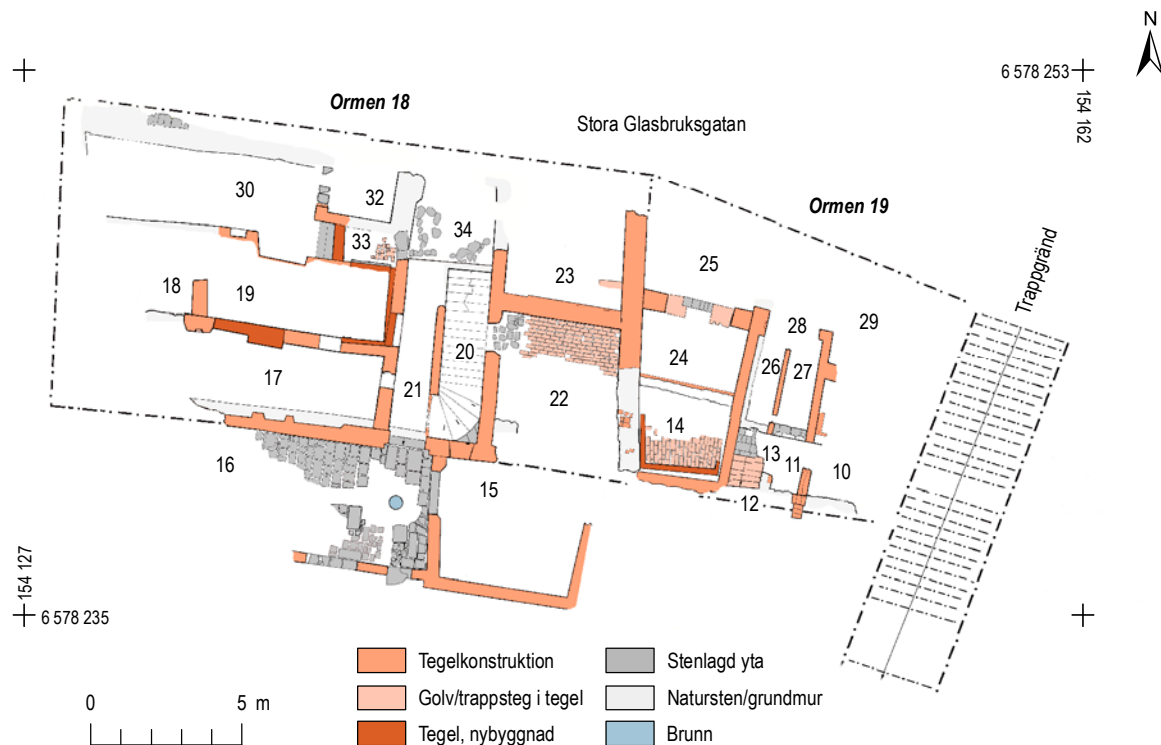 N
6 578 253
154 162
Ormen 18
Stora Glasbruksgatan
Ormen 19
Trappgränd
30
32
34
33
23
25
18
19
28
29
20
24
26
27
17
21
22
14
13
11
10
16
15
12
154 127
6 578 235
Tegelkonstruktion
Stenlagd yta
Golv/trappsteg i tegel
Natursten/grundmur
Tegel, nybyggnad
Brunn
0 5 m